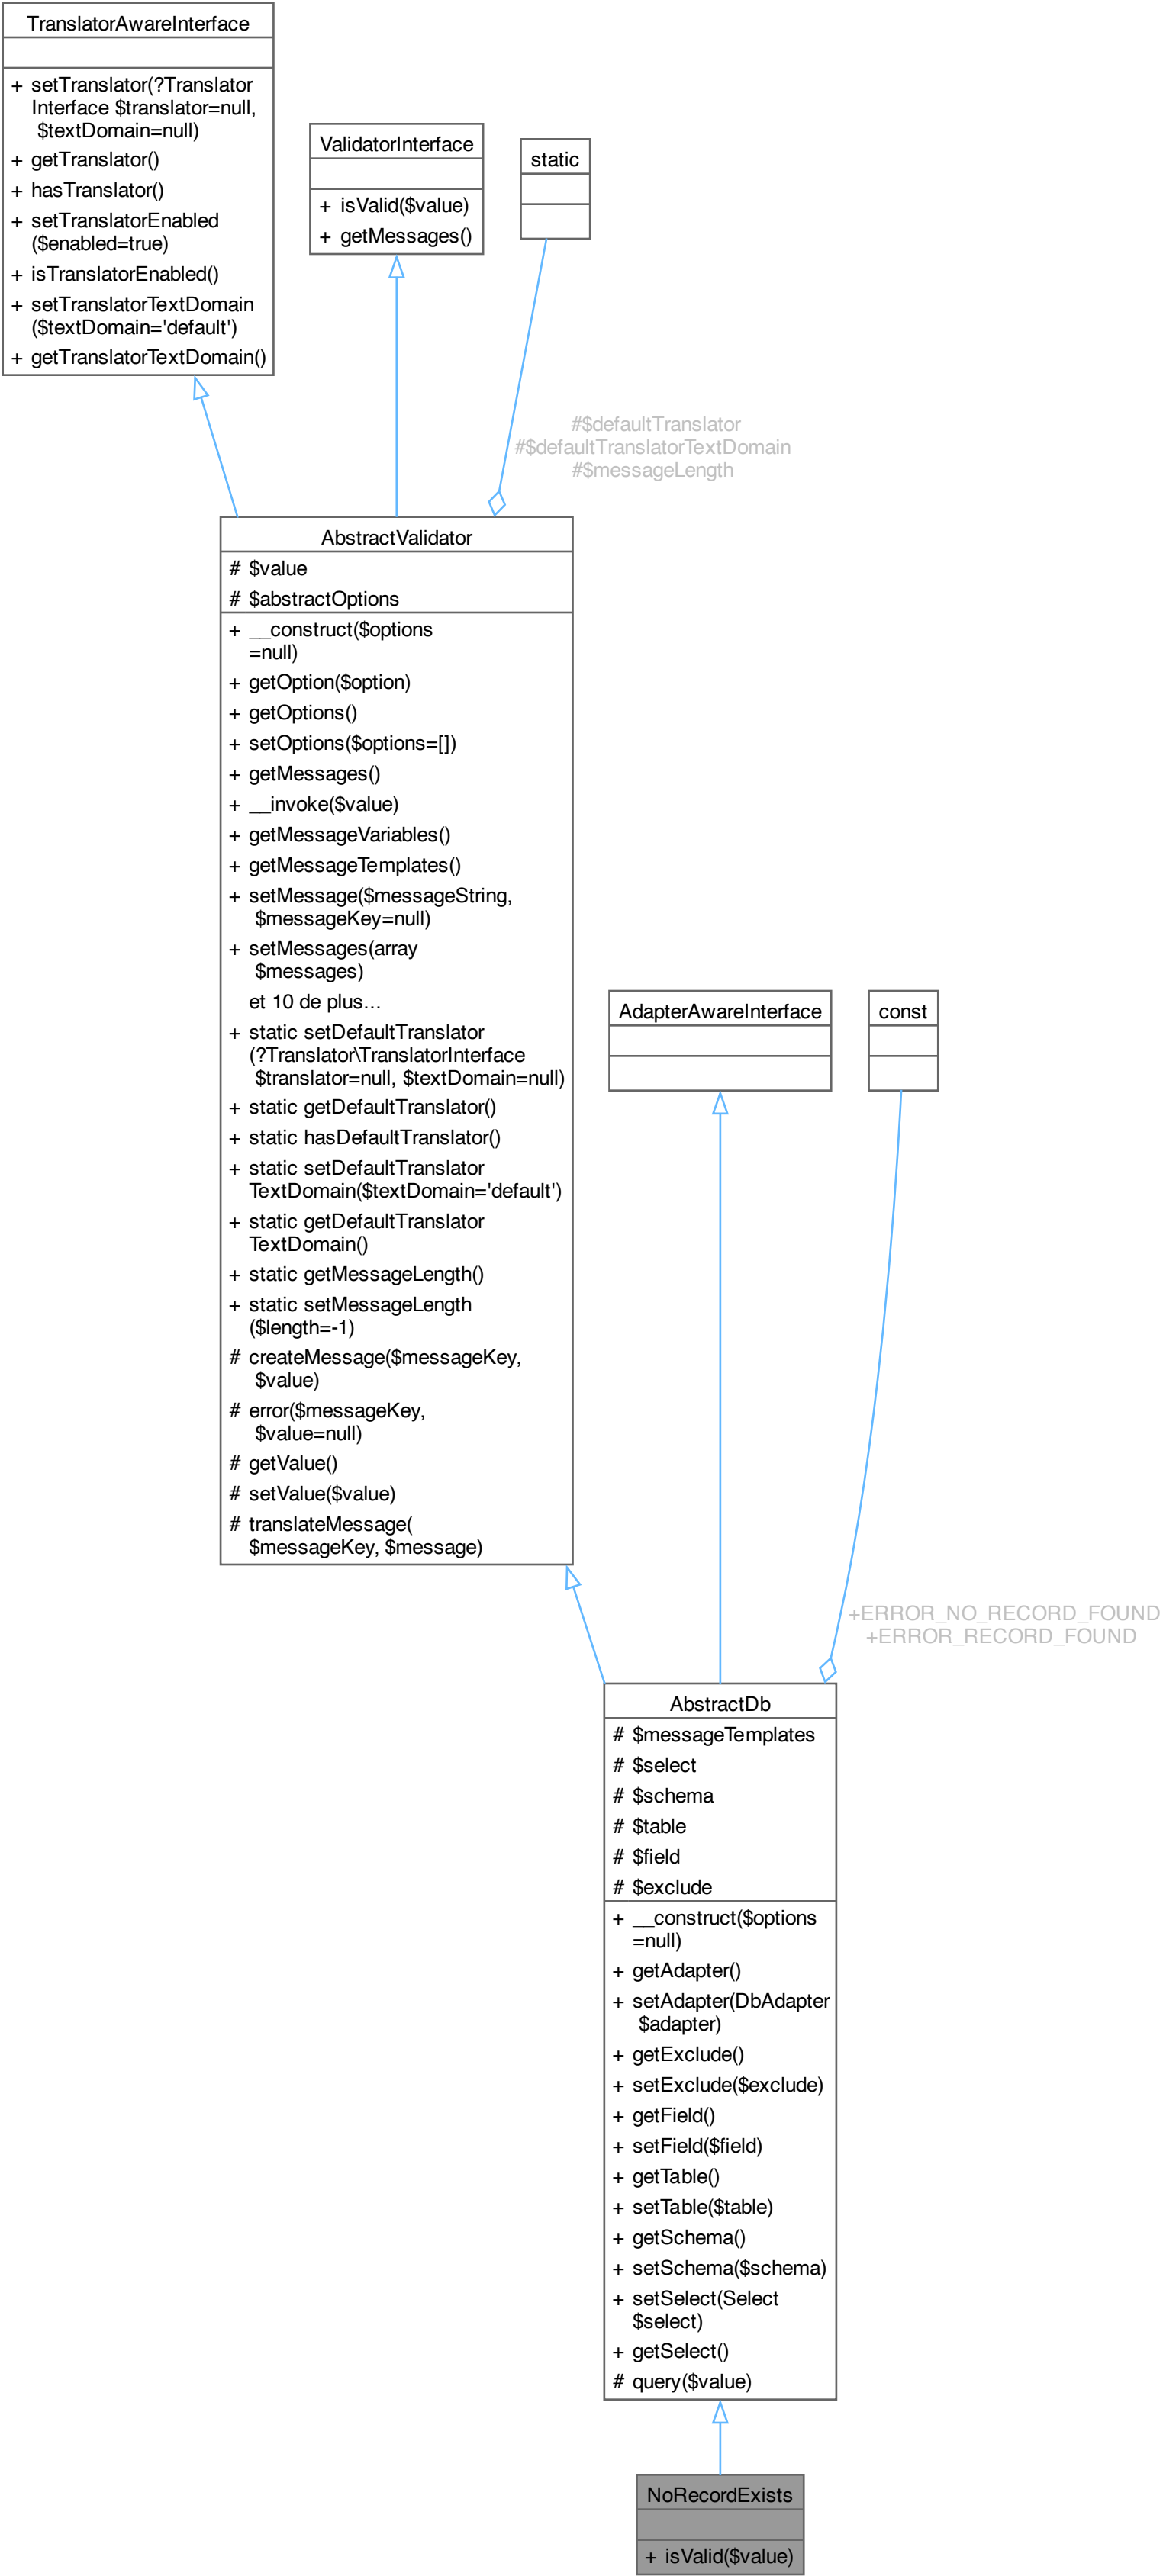 TranslatorAwareInterface
+ setTranslator(?Translator
Interface $translator=null,
$textDomain=null)
+ getTranslator()
+ hasTranslator()
+ setTranslatorEnabled
($enabled=true)
+ isTranslatorEnabled()
+ setTranslatorTextDomain
($textDomain='default')
+ getTranslatorTextDomain()
ValidatorInterface
+ isValid($value)
+ getMessages()
static
#$defaultTranslator
#$defaultTranslatorTextDomain
#$messageLength
AbstractValidator
# $value
# $abstractOptions
+ __construct($options
=null)
+ getOption($option)
+ getOptions()
+ setOptions($options=[])
+ getMessages()
+ __invoke($value)
+ getMessageVariables()
+ getMessageTemplates()
+ setMessage($messageString,
$messageKey=null)
+ setMessages(array
$messages)
et 10 de plus...
+ static setDefaultTranslator
(?Translator\TranslatorInterface
$translator=null, $textDomain=null)
+ static getDefaultTranslator()
+ static hasDefaultTranslator()
+ static setDefaultTranslator
TextDomain($textDomain='default')
+ static getDefaultTranslator
TextDomain()
+ static getMessageLength()
+ static setMessageLength
($length=-1)
# createMessage($messageKey,
$value)
# error($messageKey,
$value=null)
# getValue()
# setValue($value)
# translateMessage(
$messageKey, $message)
AdapterAwareInterface
const
+ERROR_NO_RECORD_FOUND
+ERROR_RECORD_FOUND
AbstractDb
# $messageTemplates
# $select
# $schema
# $table
# $field
# $exclude
+ __construct($options
=null)
+ getAdapter()
+ setAdapter(DbAdapter
$adapter)
+ getExclude()
+ setExclude($exclude)
+ getField()
+ setField($field)
+ getTable()
+ setTable($table)
+ getSchema()
+ setSchema($schema)
+ setSelect(Select
$select)
+ getSelect()
# query($value)
NoRecordExists
+ isValid($value)